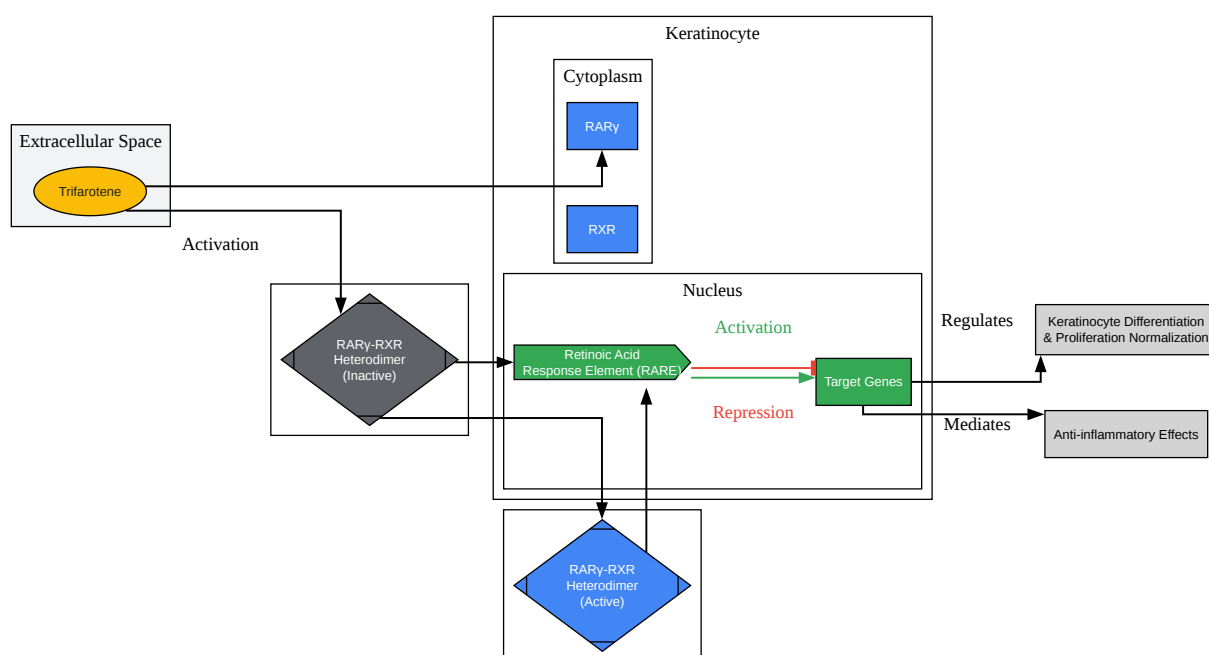 Keratinocyte
Cytoplasm
RARγ
Extracellular Space
Trifarotene
RXR
Activation
Nucleus
Activation
Regulates
Keratinocyte Differentiation
& Proliferation Normalization
RARγ-RXR
Heterodimer
(Inactive)
Retinoic Acid
Response Element (RARE)
Target Genes
Repression
Mediates
Anti-inflammatory Effects
RARγ-RXR
Heterodimer
(Active)